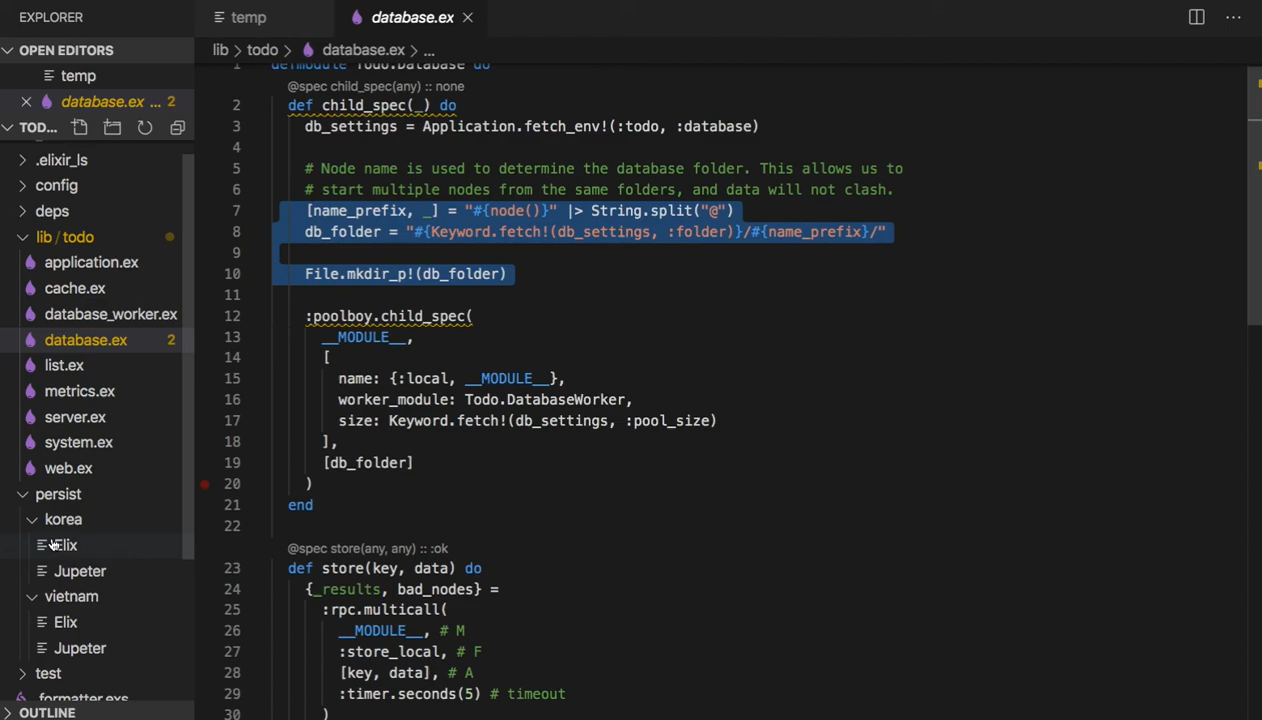 EXPLORER
OPEN EDITORS
temp
database.ex ... 2
TOD...
.elixir_ls
config
deps
lib/todo
application.ex
cache.ex
database_worker.ex
database.ex 2
list.ex
metrics.ex
server.ex
system.ex
web.ex
persist
korea
Elix
Jupeter
vietnam
Elix
Jupeter
test
.formatter.exs
OUTLINE
temp
database.ex
lib > todo > database.ex > ...
1 defmodule Todo.Database do
@spec child_spec(any) :: none
2 def child_spec(_) do
3 db_settings = Application.fetch_env!(:todo, :database)
4
5 # Node name is used to determine the database folder. This allows us to
6 # start multiple nodes from the same folders, and data will not clash.
7 [name_prefix, _] = "#{node()}" |> String.split("@")
8 db_folder = "#{Keyword.fetch!(db_settings, :folder)}/#{name_prefix}/"
9
10 File.mkdir_p!(db_folder)
11
12 :poolboy.child_spec(
13 __MODULE__,
14 [
15 name: {:local, __MODULE__},
16 worker_module: Todo.DatabaseWorker,
17 size: Keyword.fetch!(db_settings, :pool_size)
18 ],
19 [db_folder]
20 )
21 end
22
@spec store(any, any) :: :ok
23 def store(key, data) do
24 {_results, bad_nodes} =
25 :rpc.multicall(
26 __MODULE__, # M
27 :store_local, # F
28 [key, data], # A
29 :timer.seconds(5) # timeout
30 )